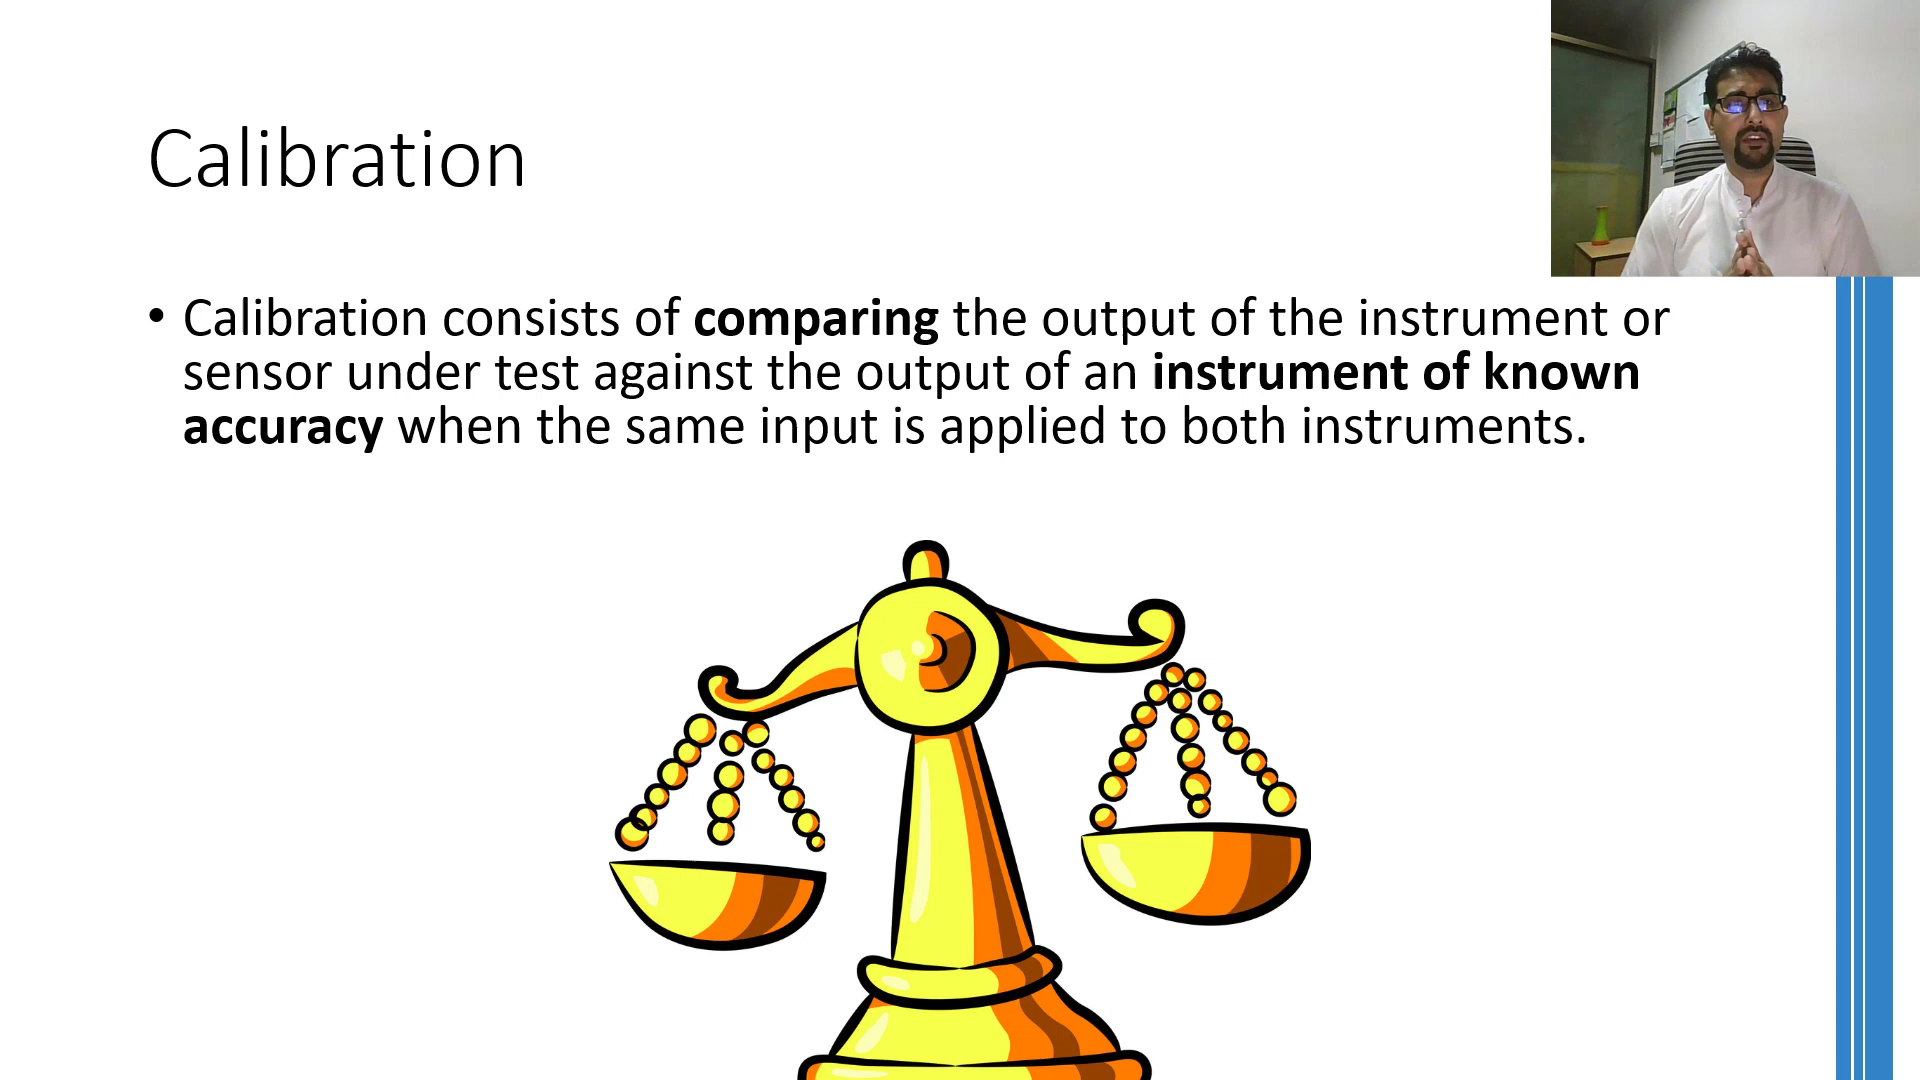 Calibration
• Calibration consists of comparing the output of the instrument or
sensor under test against the output of an instrument of known
accuracy when the same input is applied to both instruments.